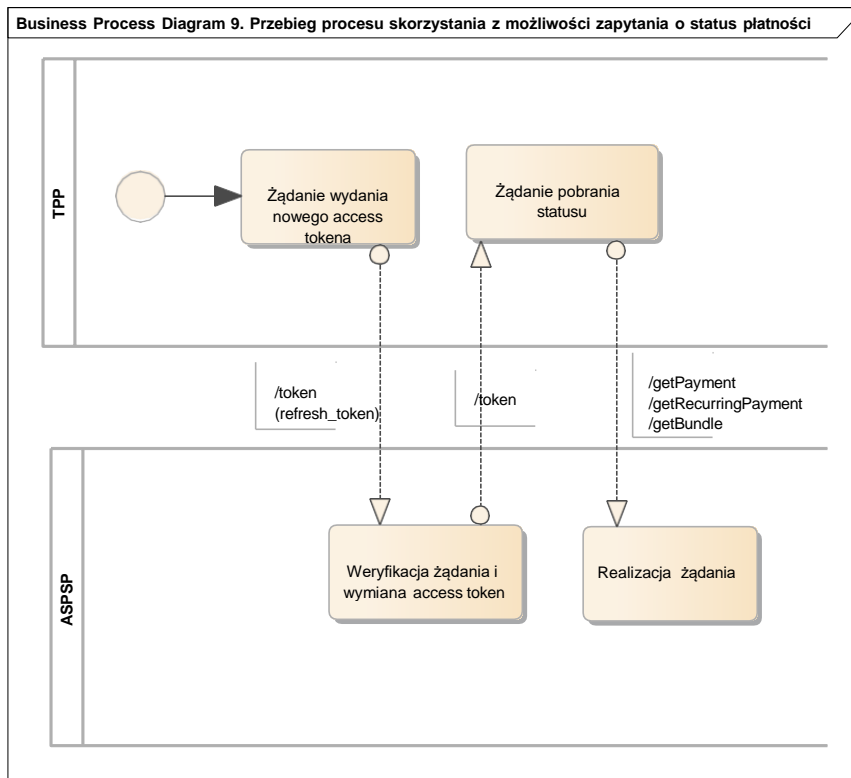 Business Process Diagram 9. Przebieg procesu skorzystania z możliwości zapytania o status płatności
TPP
Żądanie wydania
nowego access
tokena
Żądanie pobrania
statusu
/token
(refresh_token)
/token
/getPayment
/getRecurringPayment
/getBundle
ASPSP
Weryfikacja żądania i
wymiana access token
Realizacja żądania